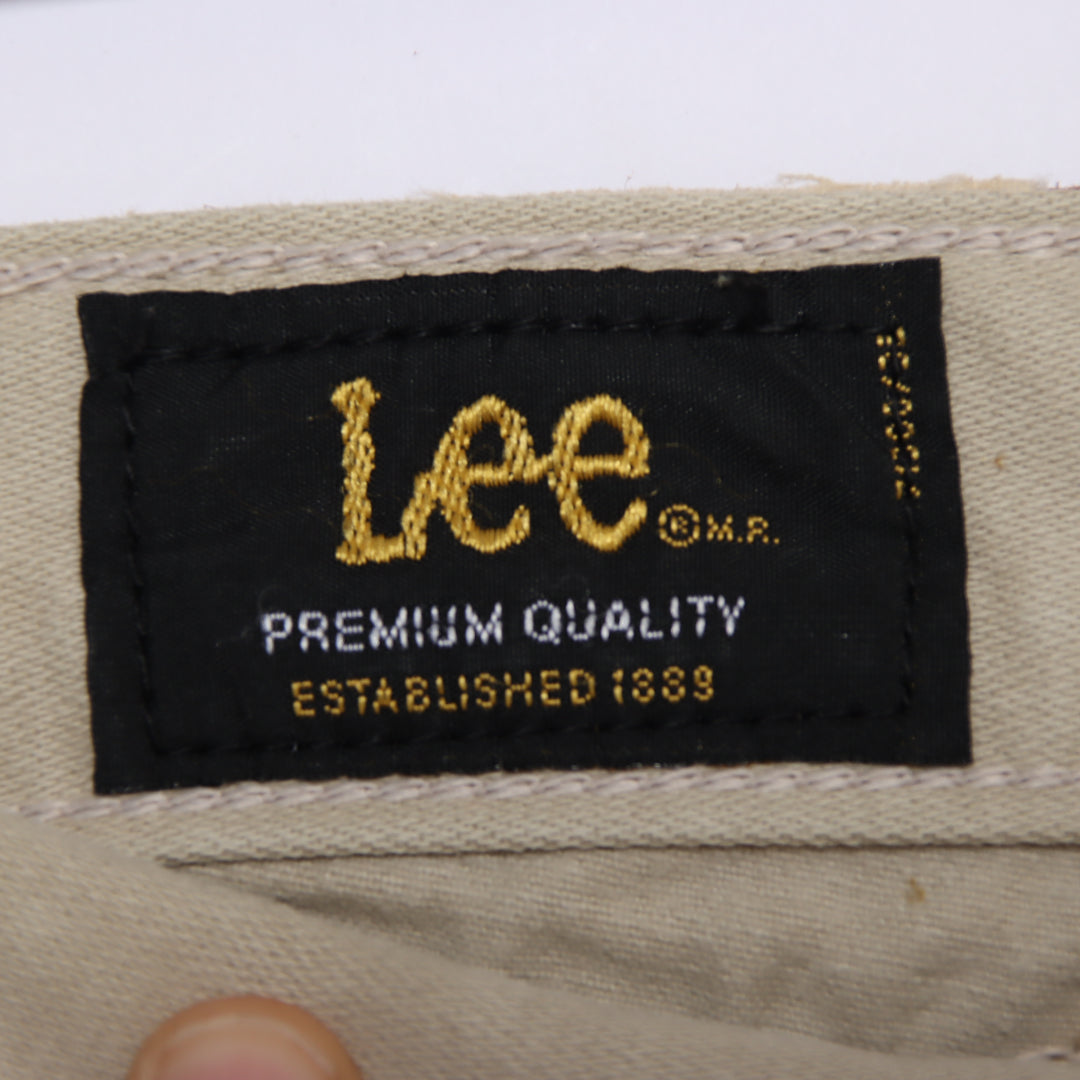 Lee ® M.R.
PREMIUM QUALITY
ESTABLISHED 1889